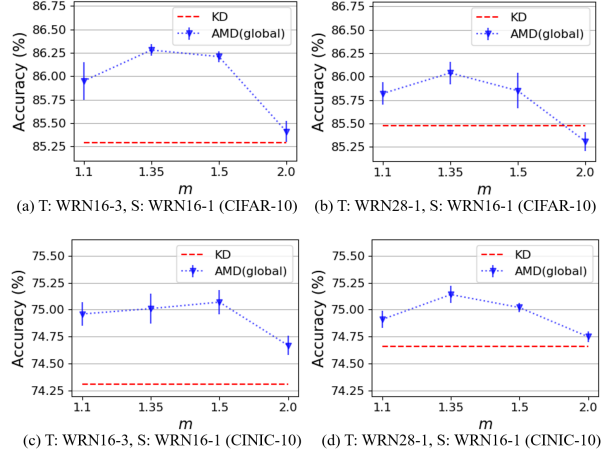 86.75
86.50
86.25
86.00
85.75
85.50
85.25
Accuracy (%)
KD
AMD(global)
1.1 1.35 1.5 2.0
m
(a) T: WRN16-3, S: WRN16-1 (CIFAR-10)
86.75
86.50
86.25
86.00
85.75
85.50
85.25
Accuracy (%)
KD
AMD(global)
1.1 1.35 1.5 2.0
m
(b) T: WRN28-1, S: WRN16-1 (CIFAR-10)
75.50
75.25
75.00
74.75
74.50
74.25
Accuracy (%)
KD
AMD(global)
1.1 1.35 1.5 2.0
m
(c) T: WRN16-3, S: WRN16-1 (CINIC-10)
75.50
75.25
75.00
74.75
74.50
74.25
Accuracy (%)
KD
AMD(global)
1.1 1.35 1.5 2.0
m
(d) T: WRN28-1, S: WRN16-1 (CINIC-10)